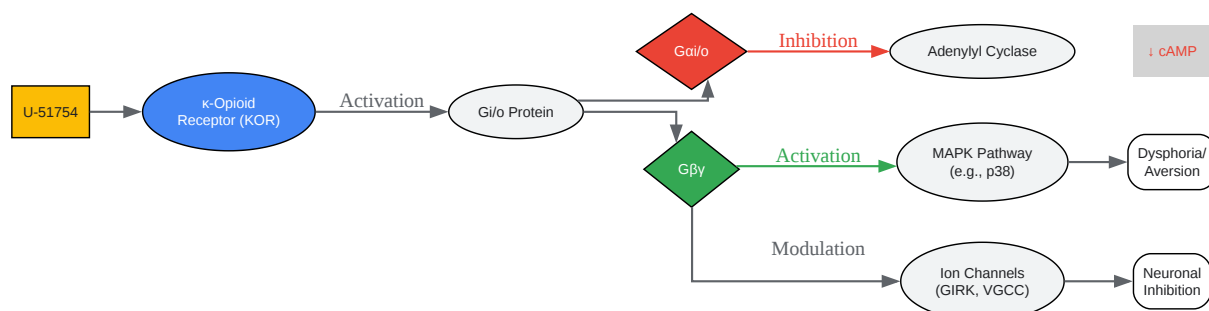 U-51754
κ-Opioid
Receptor (KOR)
Activation
Gi/o Protein
Gαi/o
Inhibition
Adenylyl Cyclase
↓ cAMP
Gβγ
Activation
MAPK Pathway
(e.g., p38)
Dysphoria/
Aversion
Modulation
Ion Channels
(GIRK, VGCC)
Neuronal
Inhibition